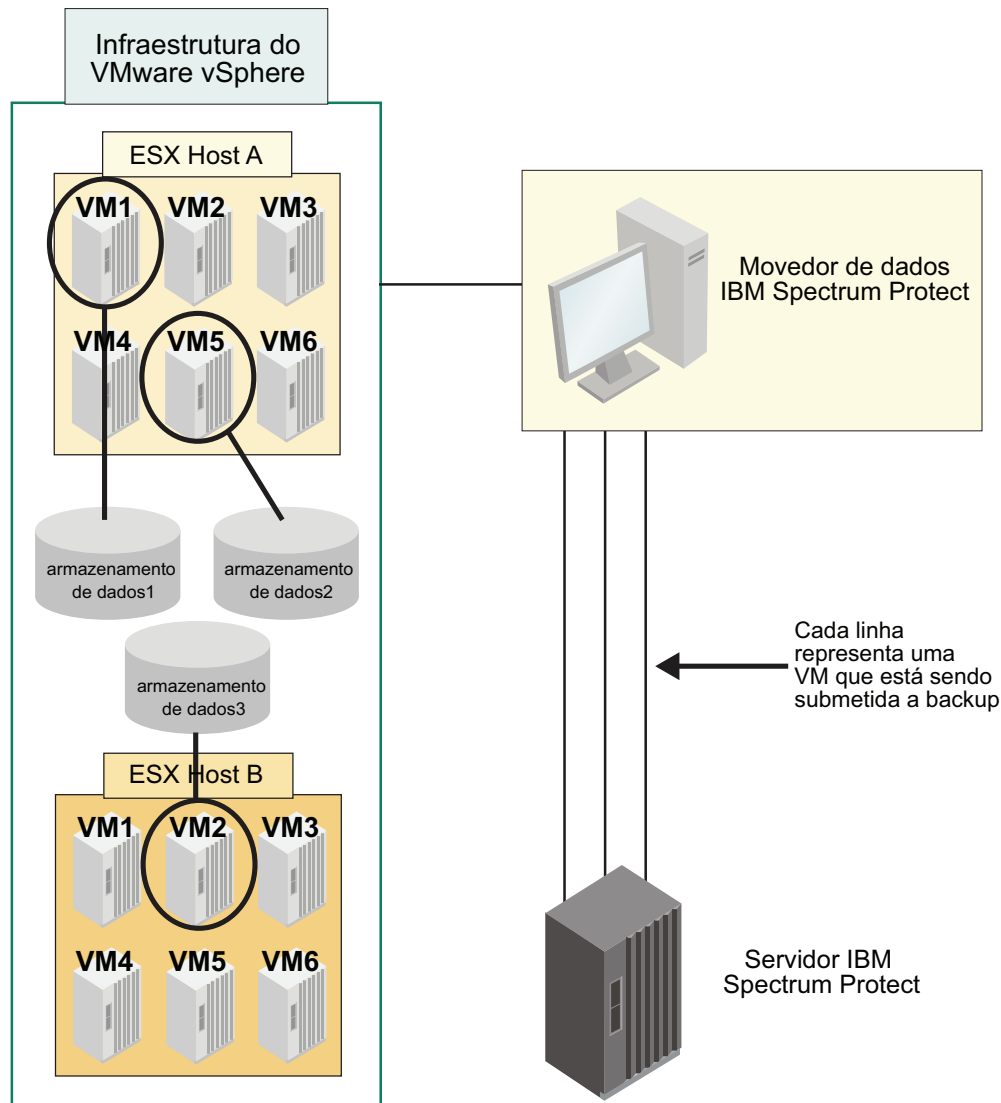 Infraestrutura do
VMware vSphere
ESX Host A
VM1 VM2 VM3
VM4 VM5 VM6
armazenamento
de dados1
armazenamento
de dados2
armazenamento
de dados3
ESX Host B
VM1 VM2 VM3
VM4 VM5 VM6
Movedor de dados
IBM Spectrum Protect
Cada linha
representa uma
VM que está sendo
submetida a backup
Servidor IBM
Spectrum Protect